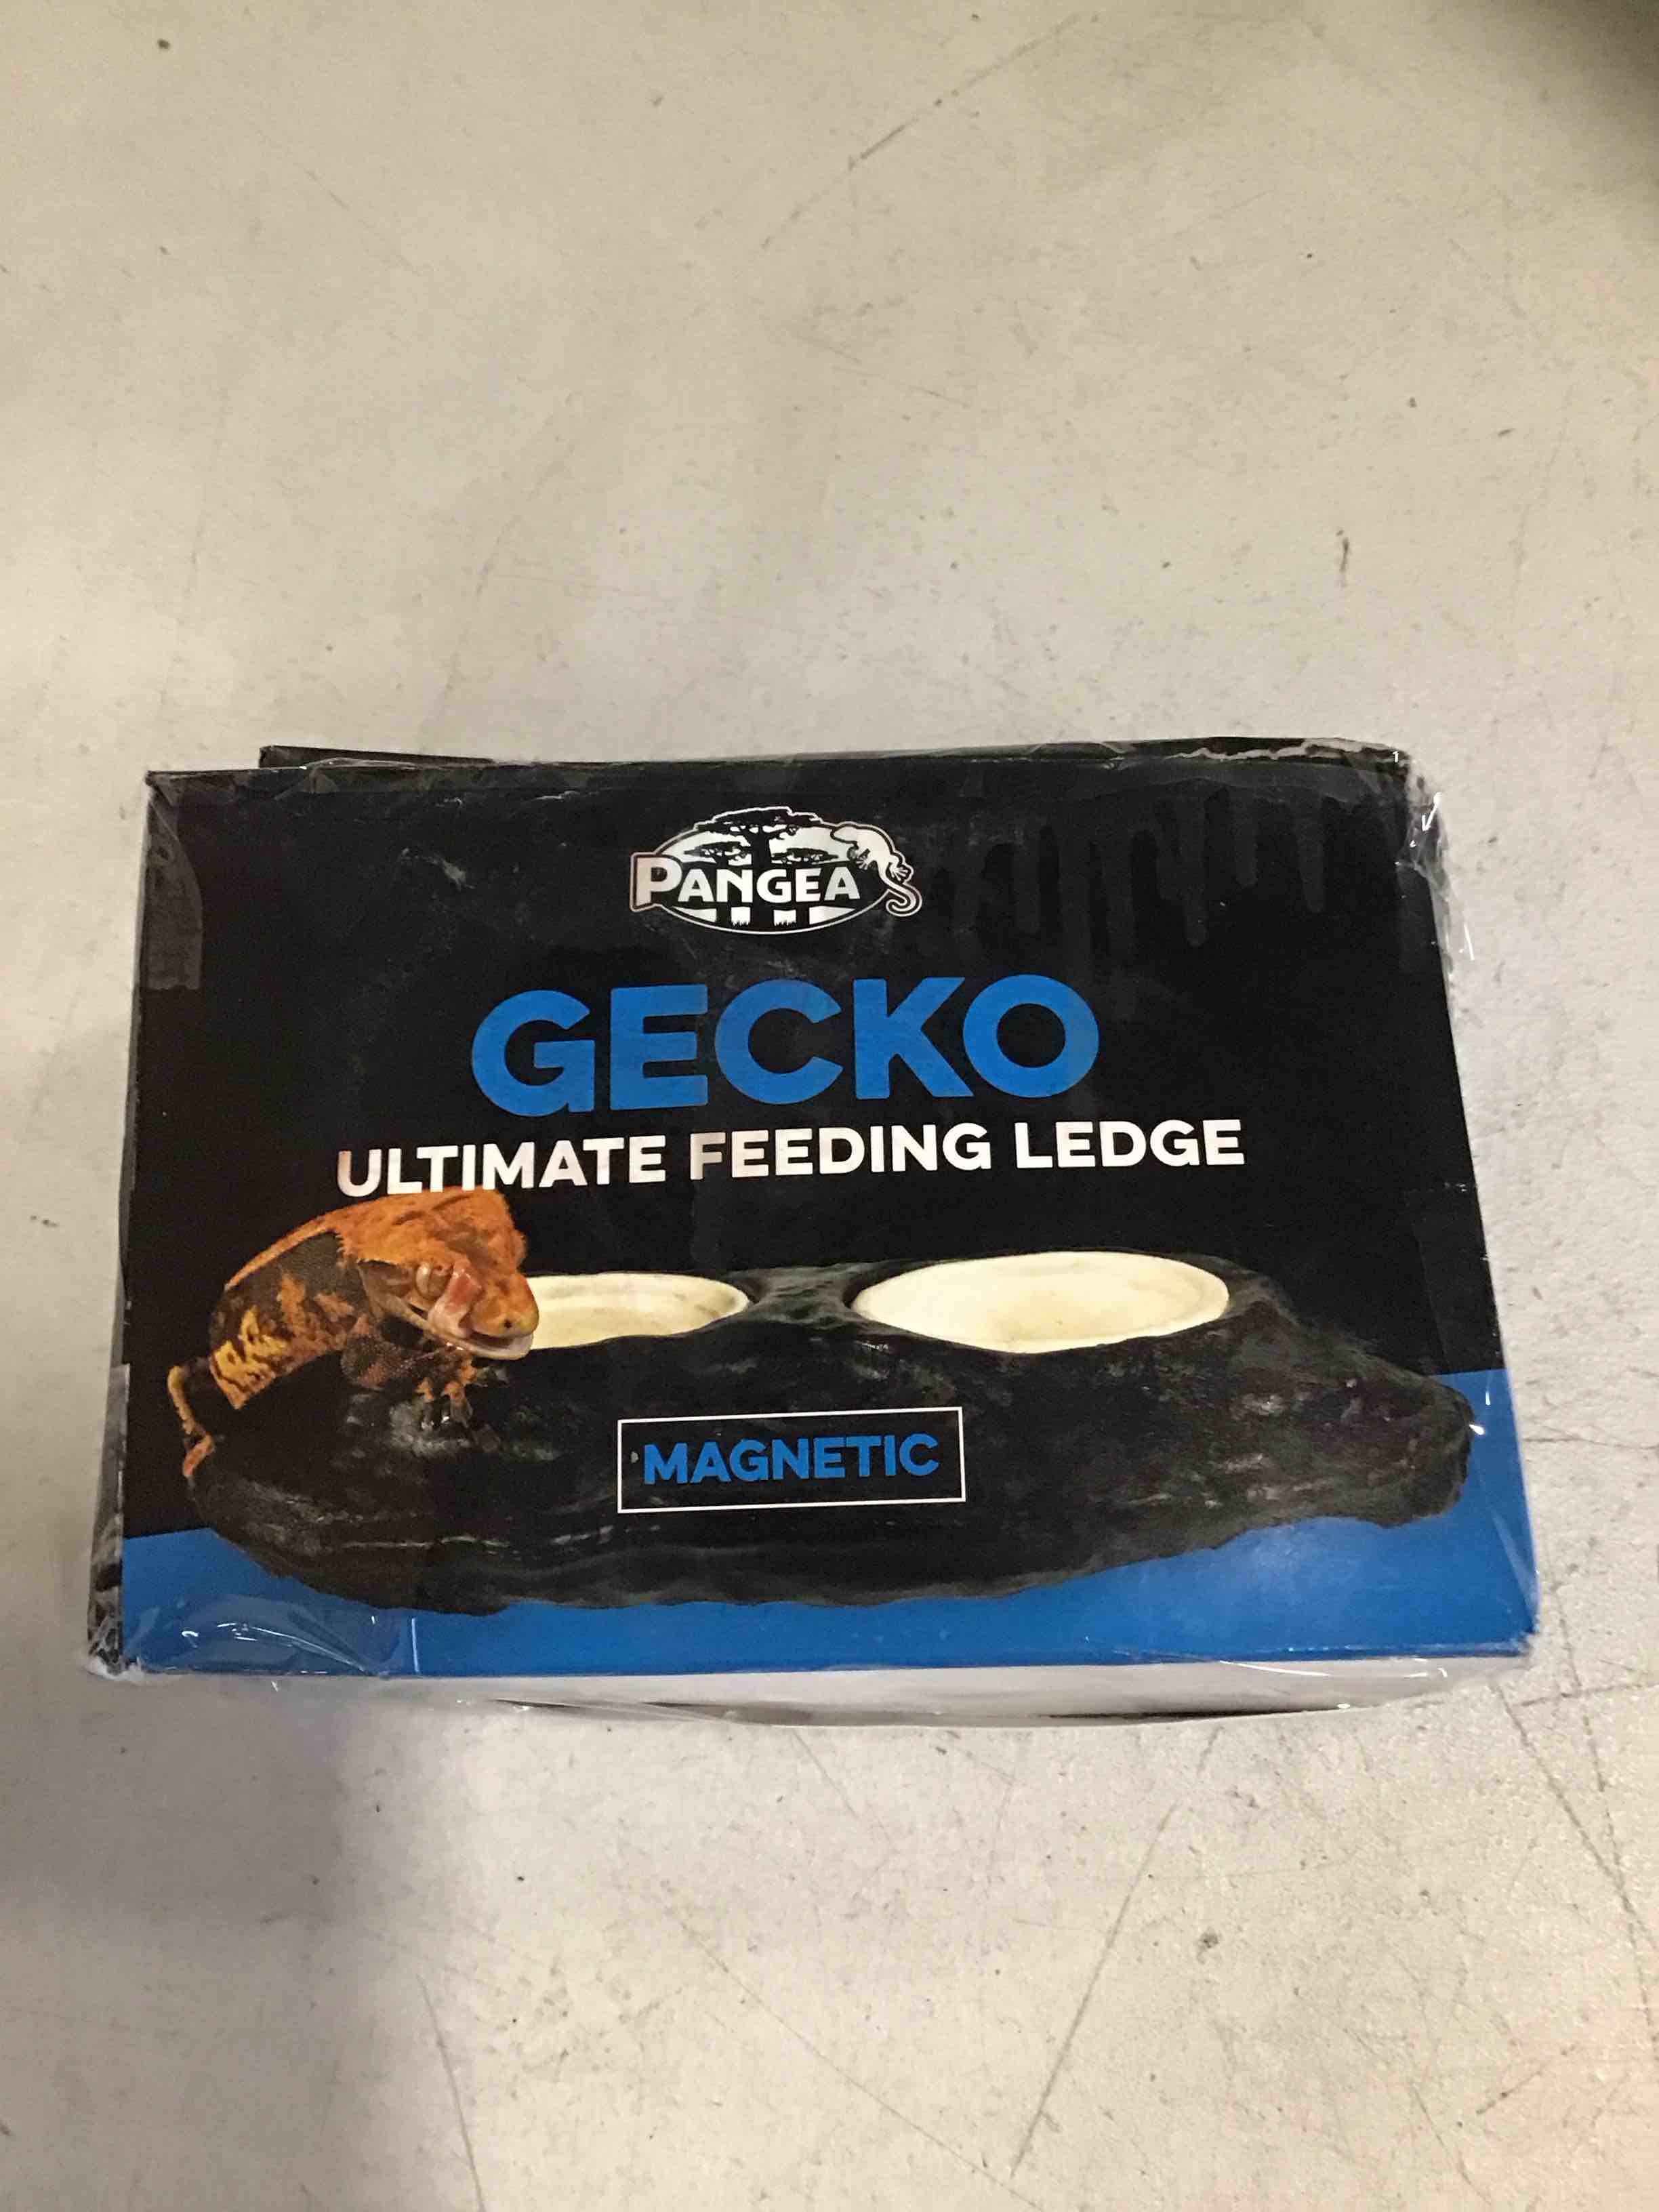 PANGEA
GECKO
ULTIMATE FEEDING LEDGE
MAGNETIC